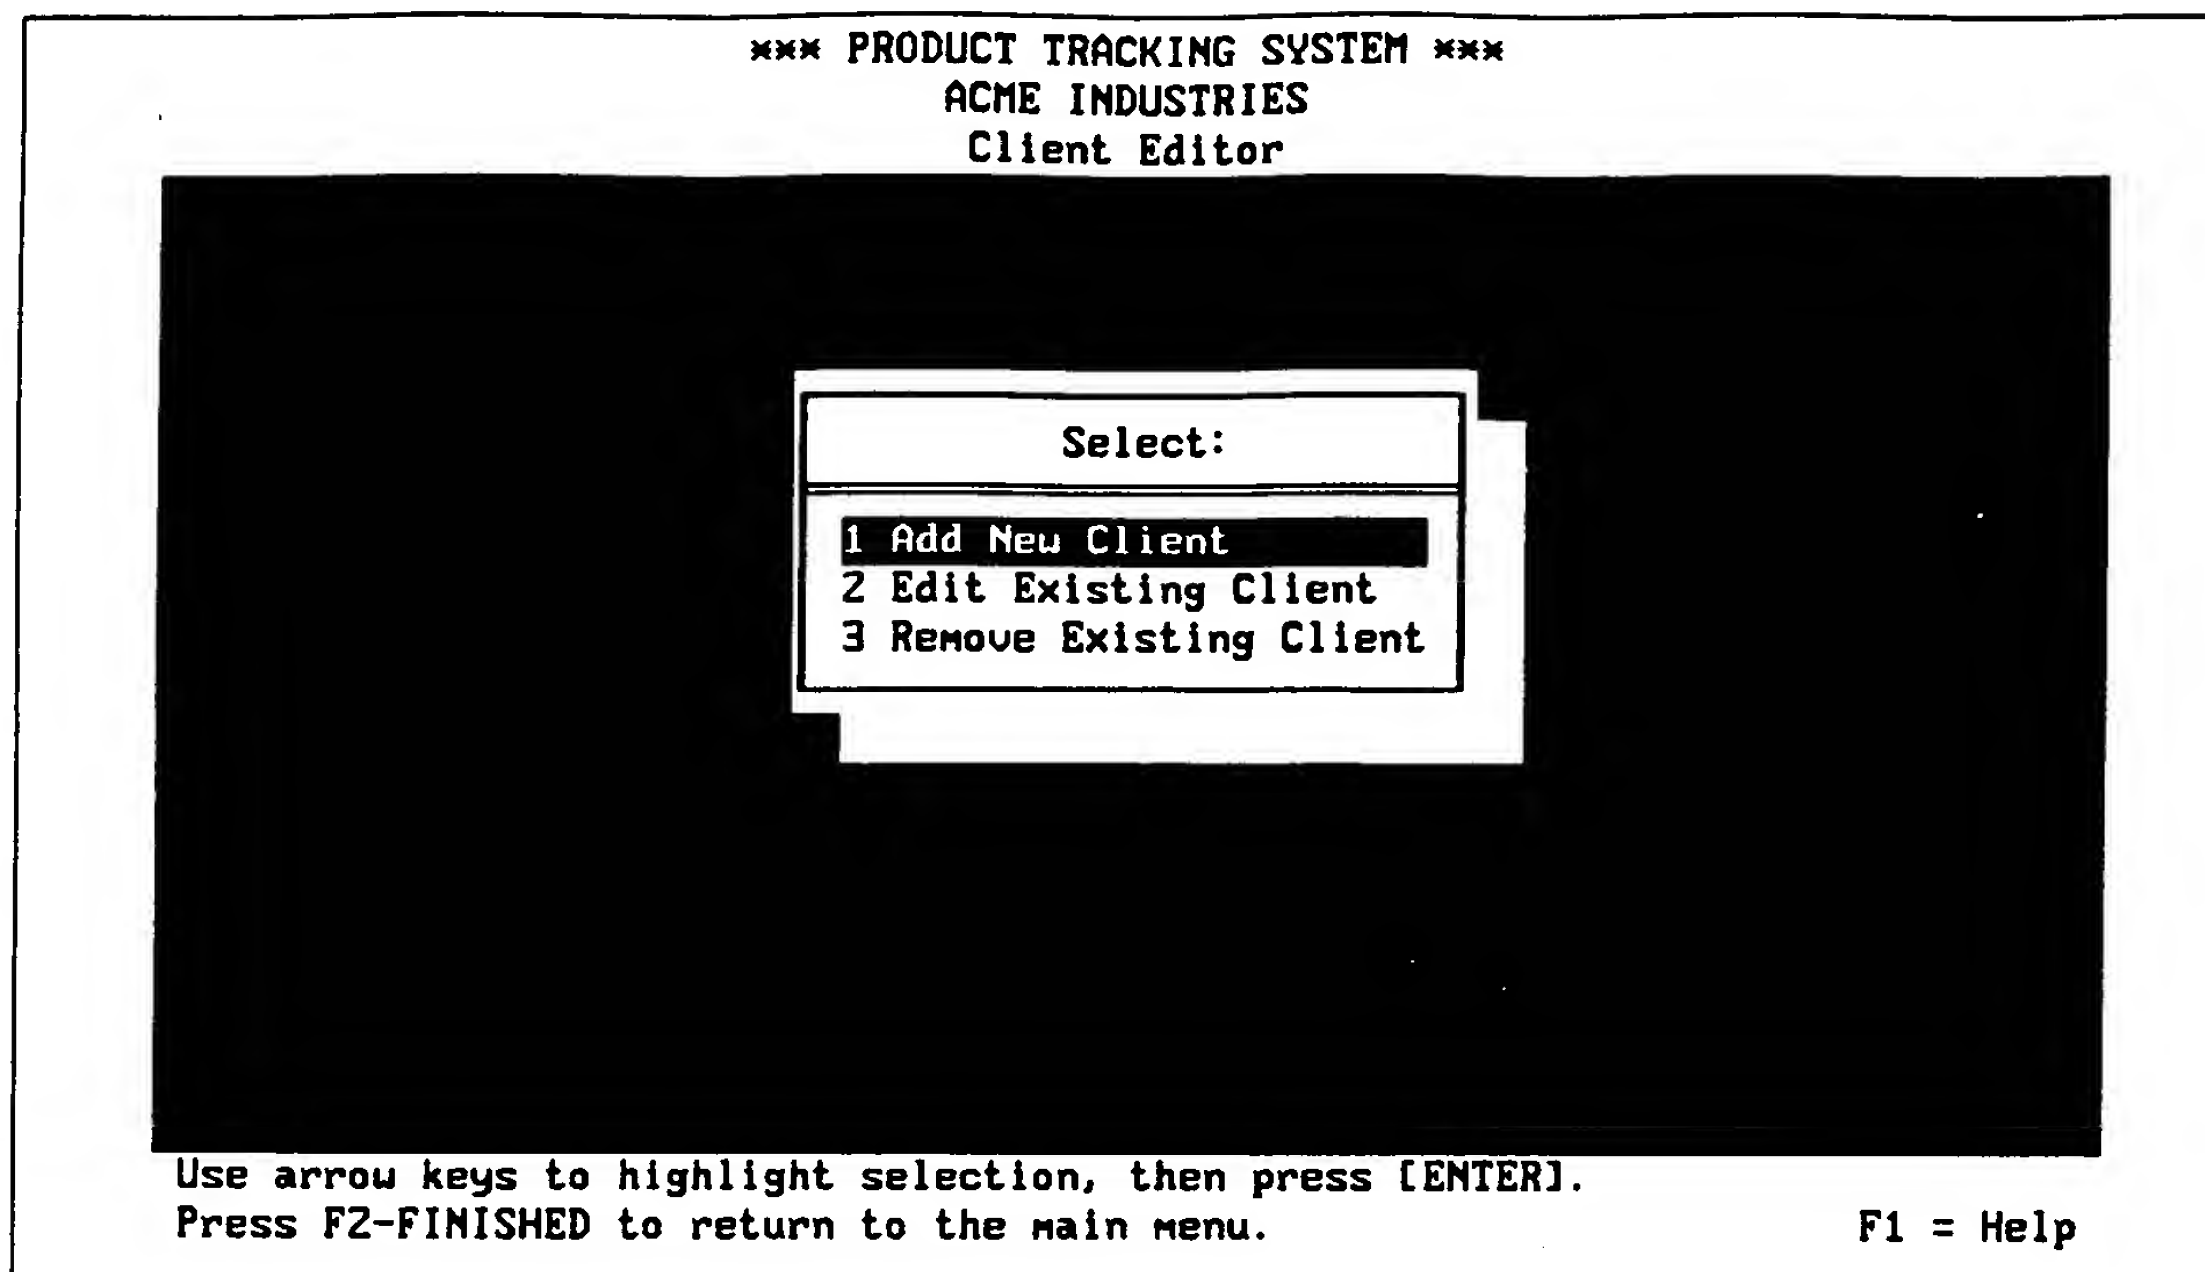 *** PRODUCT TRACKING SYSTEM ***
ACME INDUSTRIES
Client Editor
Select:
1 Add New Client
2 Edit Existing Client
3 Remove Existing Client
Use arrow keys to highlight selection, then press [ENTER].
Press F2-FINISHED to return to the main menu.
F1 = Help